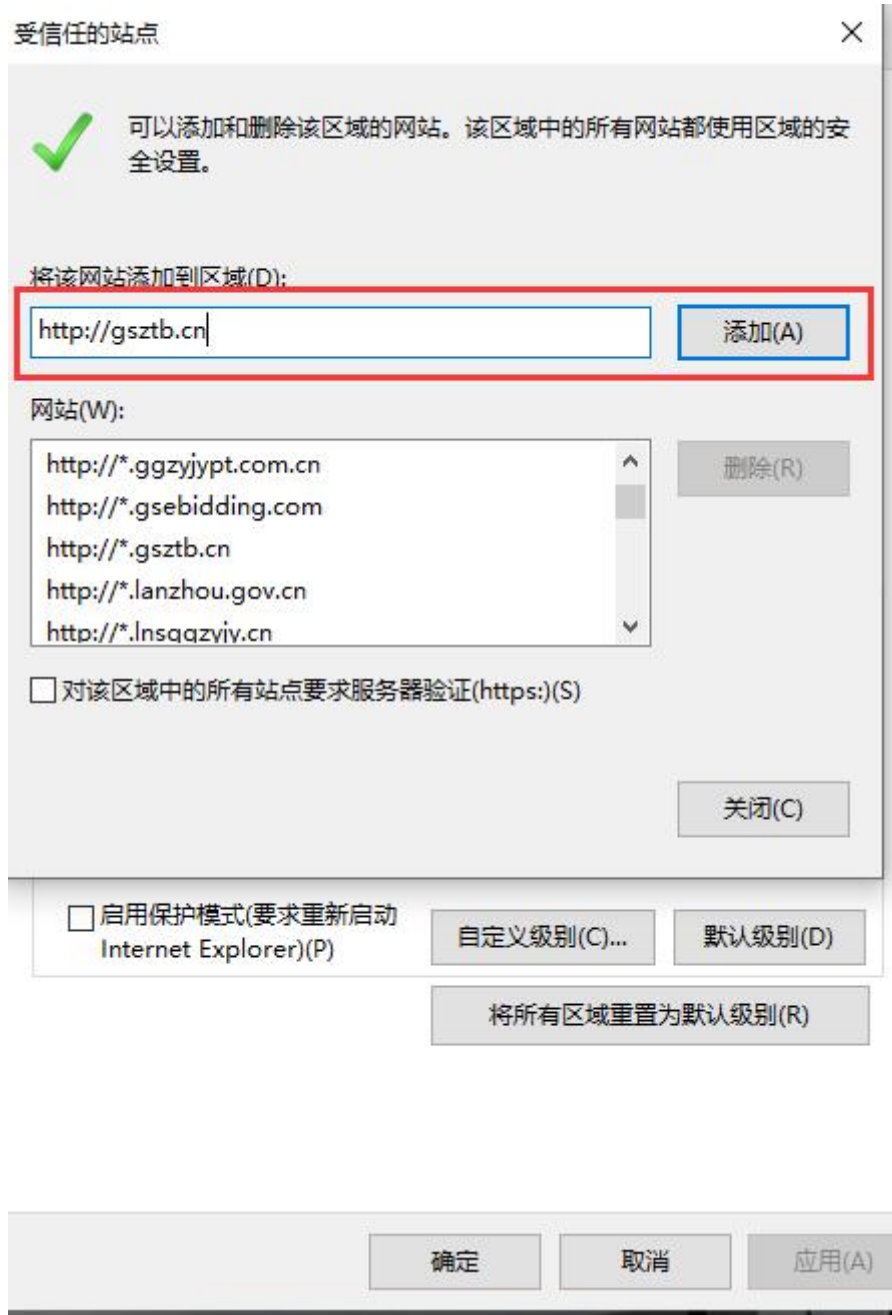 受信任的站点
可以添加和删除该区域的网站。该区域中的所有网站都使用区域的安
全设置。
将该网站添加到区域(D):
http://gsztb.cn
添加(A)
网站(W):
http://*.ggzyjypt.com.cn
删除(R)
http://*.gsebidding.com
http://*.gsztb.cn
http://*.lanzhou.gov.cn
http://*.lnsggzyjy.cn
对该区域中的所有站点要求服务器验证(https:)(S)
关闭(C)
启用保护模式(要求重新启动
Internet Explorer)(P)
自定义级别(C)...
默认级别(D)
将所有区域重置为默认级别(R)
确定
取消
应用(A)